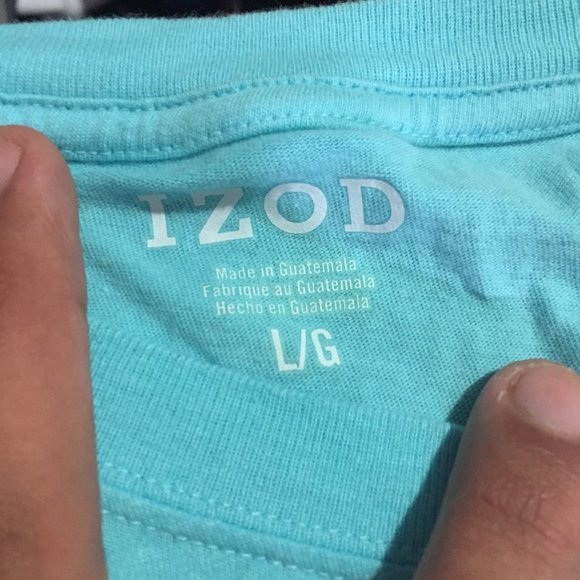 IZOD
Made in Guatemala
Fabrique au Guatemala
Hecho en Guatemala
L/G